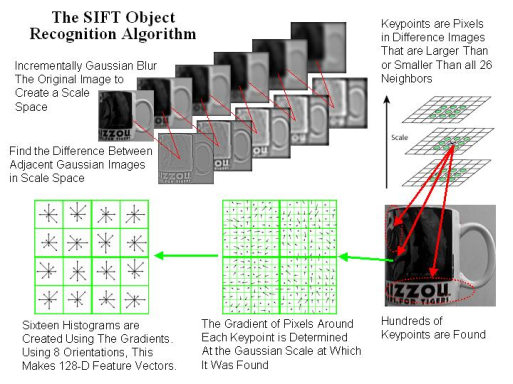 The SIFT Object
Recognition Algorithm
Incrementally Gaussian Blur
The Original Image to
Create a Scale
Space
Find the Difference Between
Adjacent Gaussian Images
in Scale Space
Keypoints are Pixels
in Difference Images
That are Larger Than
or Smaller Than all 26
Neighbors
Scale
Hundreds of
Keypoints are Found
The Gradient of Pixels Around
Each Keypoint is Determined
At the Gaussian Scale at Which
It Was Found
Sixteen Histograms are
Created Using The Gradients.
Using 8 Orientations, This
Makes 128-D Feature Vectors.